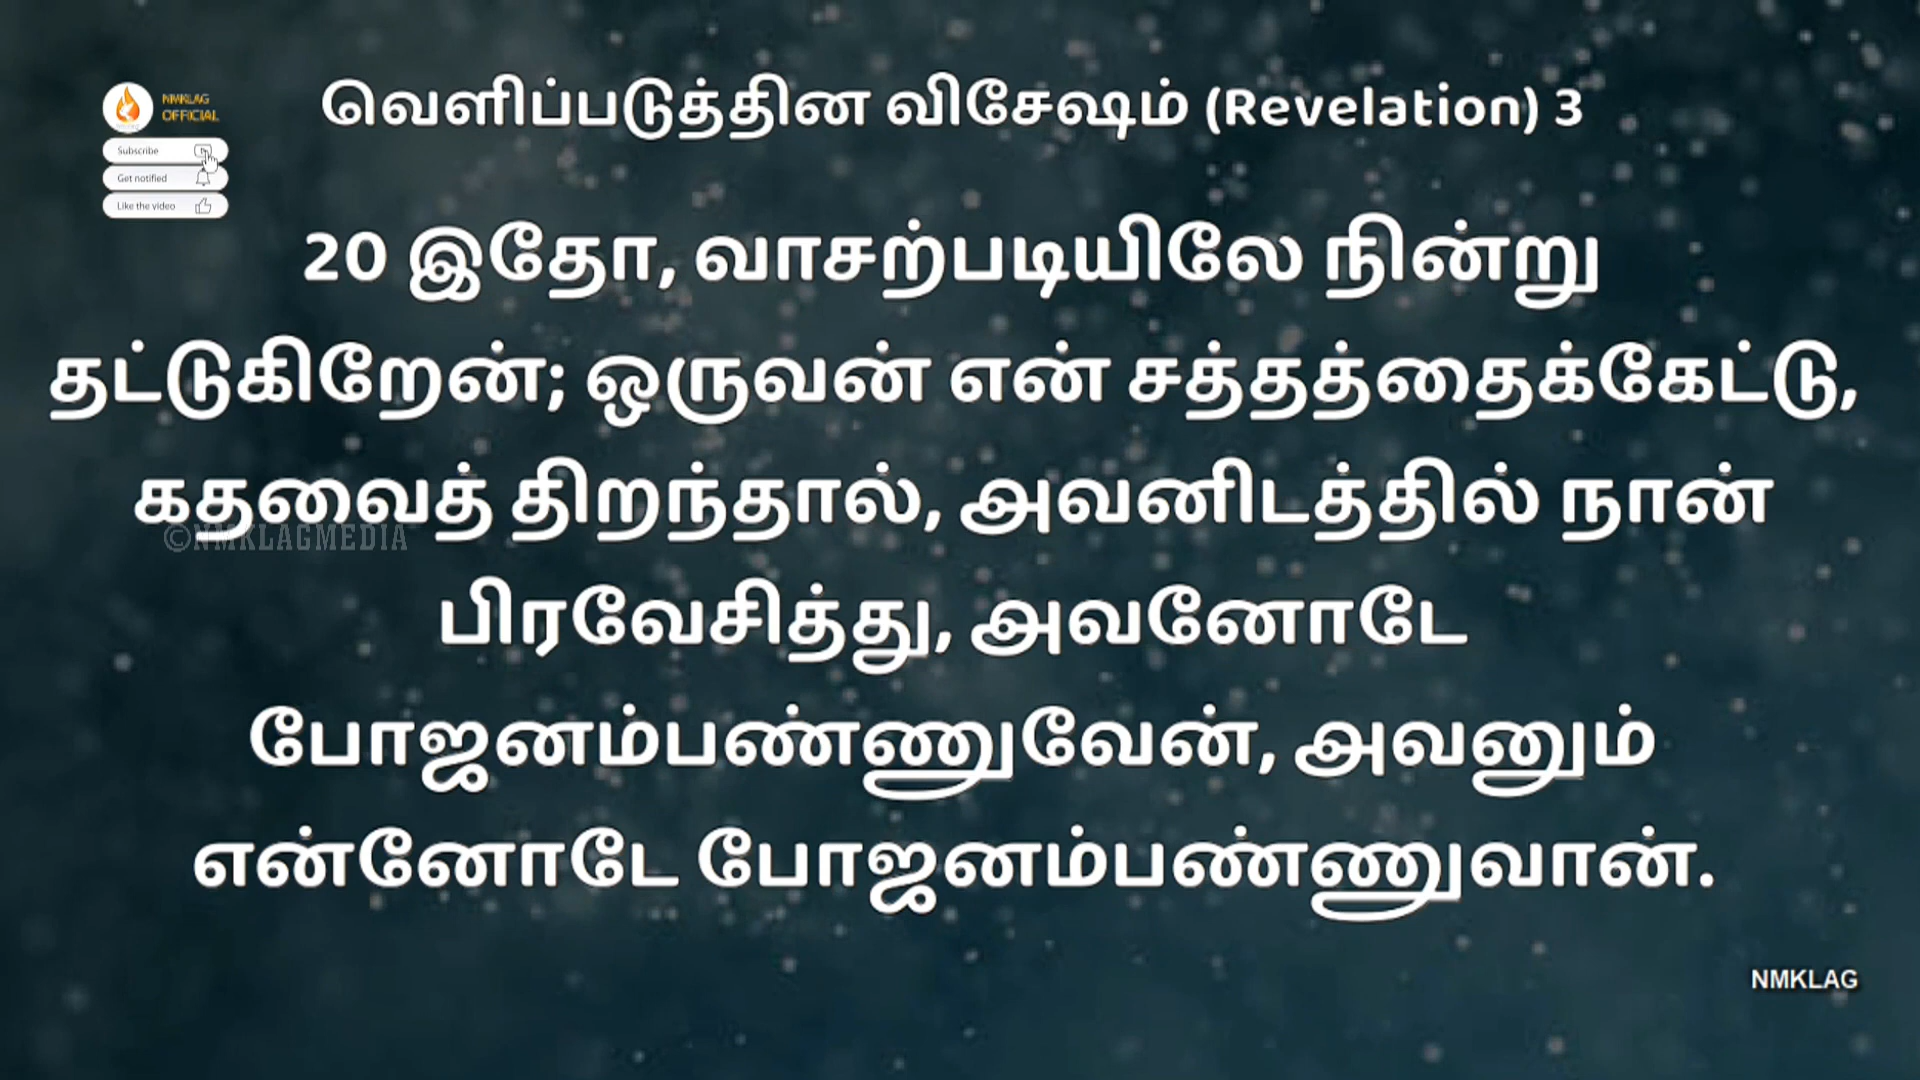 வெளிப்படுத்தின விசேஷம் (Revelation) 3
NMKLAG
OFFICIAL
Subscribe
Get notified
Like the video
20 இதோ, வாசற்படியிலே நின்று
தட்டுகிறேன்; ஒருவன் என் சத்தத்தைக்கேட்டு,
கதவைத் திறந்தால், அவனிடத்தில் நான்
©NMKLAGMEDIA
பிரவேசித்து, அவனோடே
போஜனம்பண்ணுவேன், அவனும்
என்னோடே போஜனம்பண்ணுவான்.
NMKLAG